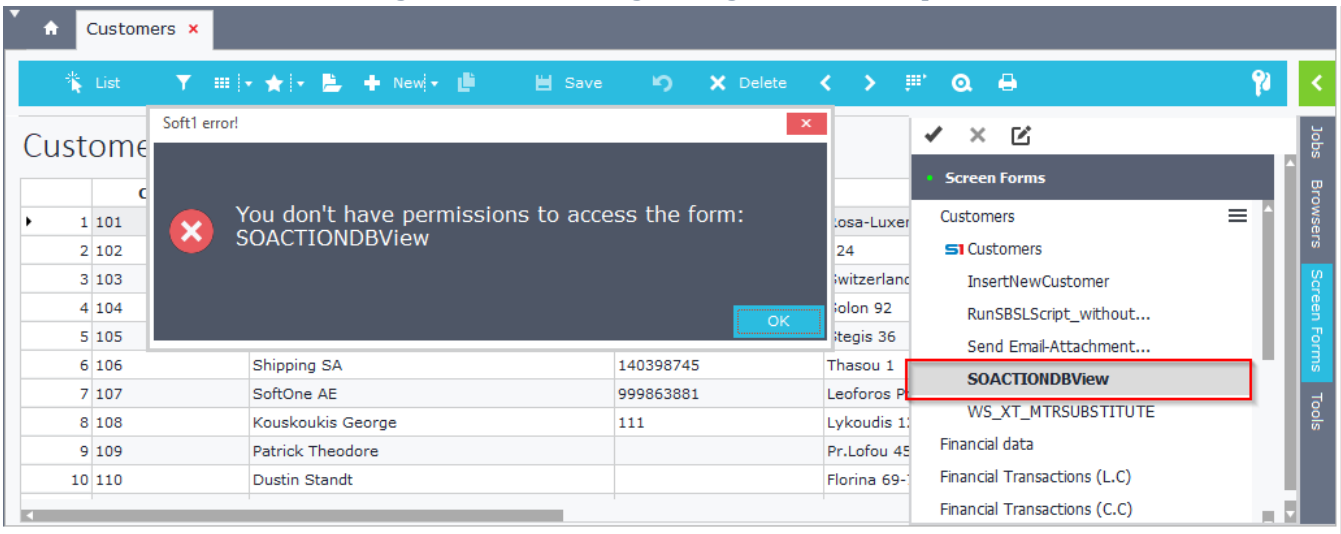 Customers
List
New
Save
Delete
Soft1 error!
You don't have permissions to access the form:
SOACTIONDBView
OK
1 101
2 102
3 103
4 104
5 105
6 106 Shipping SA 140398745 Thasou 1
7 107 SoftOne AE 999863881 Leoforos
8 108 Kouskoukis George 111 Lykoudis
9 109 Patrick Theodore Pr.Lofou 45
10 110 Dustin Standt Florina 69-
24
Solon 92
Stegis 36
Screen Forms
Customers
S1 Customers
InsertNewCustomer
RunSBSLScript_without...
Send Email-Attachment...
SOACTIONDBView
WS_XT_MTRSUBSTITUTE
Financial data
Financial Transactions (L.C)
Financial Transactions (C.C)
Jobs
Browsers
Screen Forms
Tools